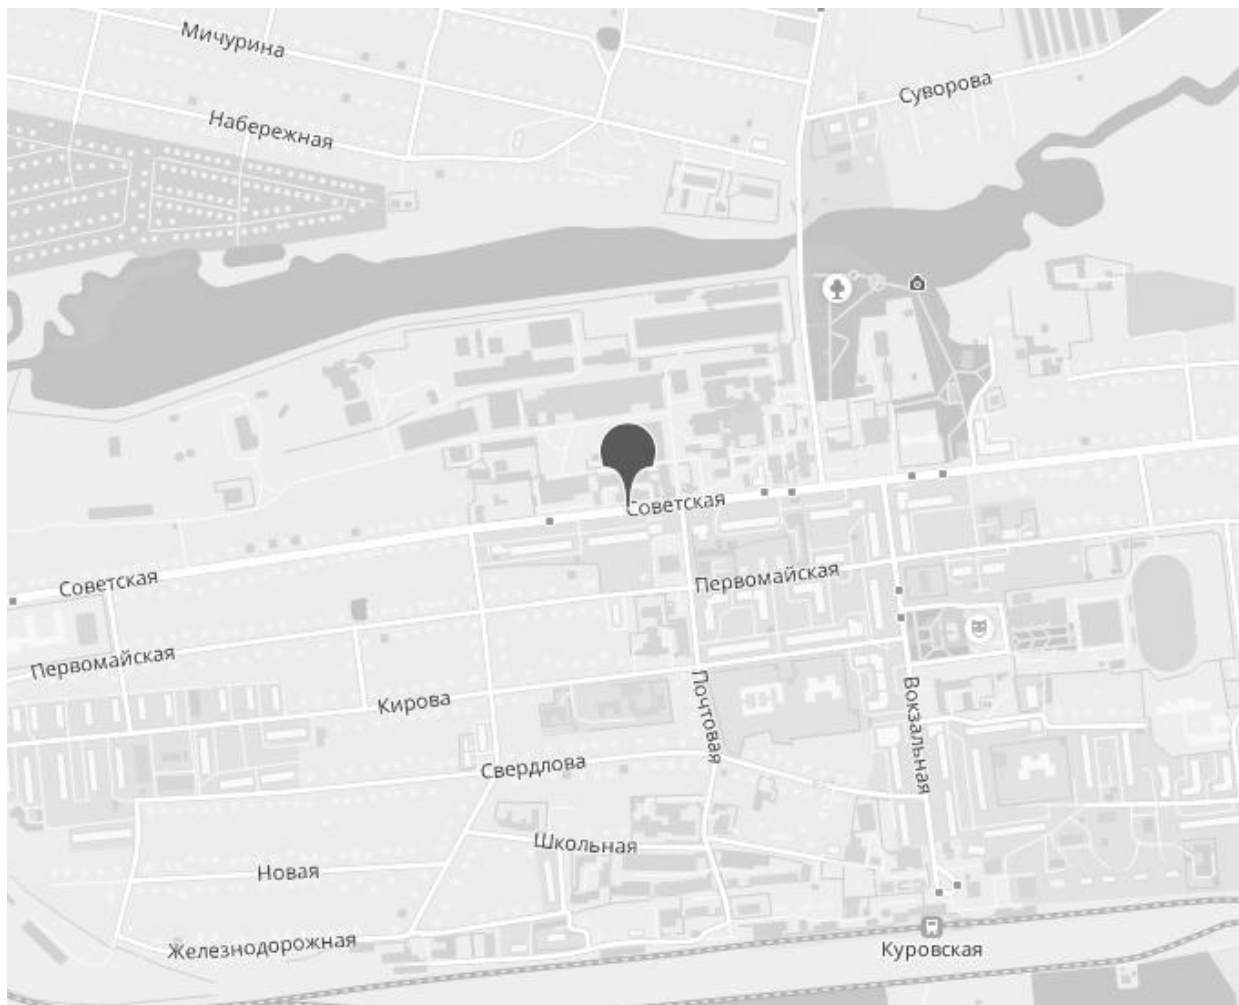 Мичурина
Суворова
Набережная
Советская
Советская
Первомайская
Первомайская
Кирова
Почтовая
Вокзальная
Свердлова
Школьная
Новая
Железнодорожная
Куровская